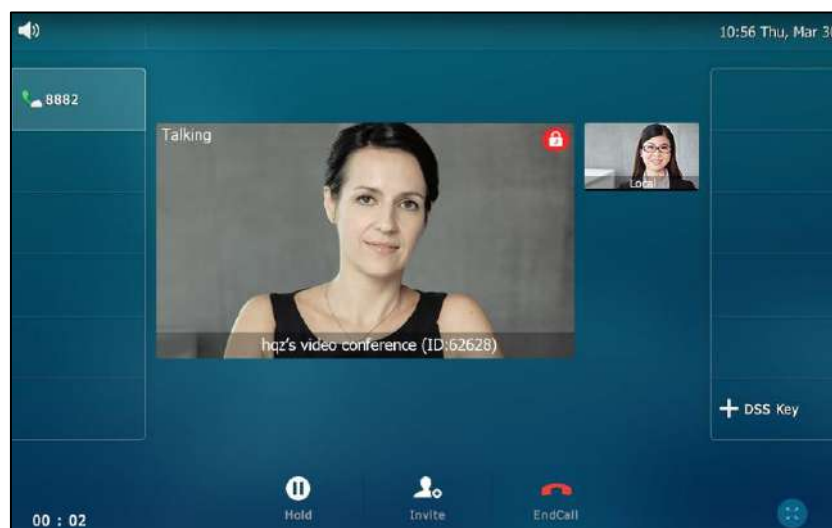 10:56 Thu, Mar 30
8882
Talking
Local
hqz's video conference (ID:62628)
DSS Key
00 : 02
Hold
Invite
EndCall